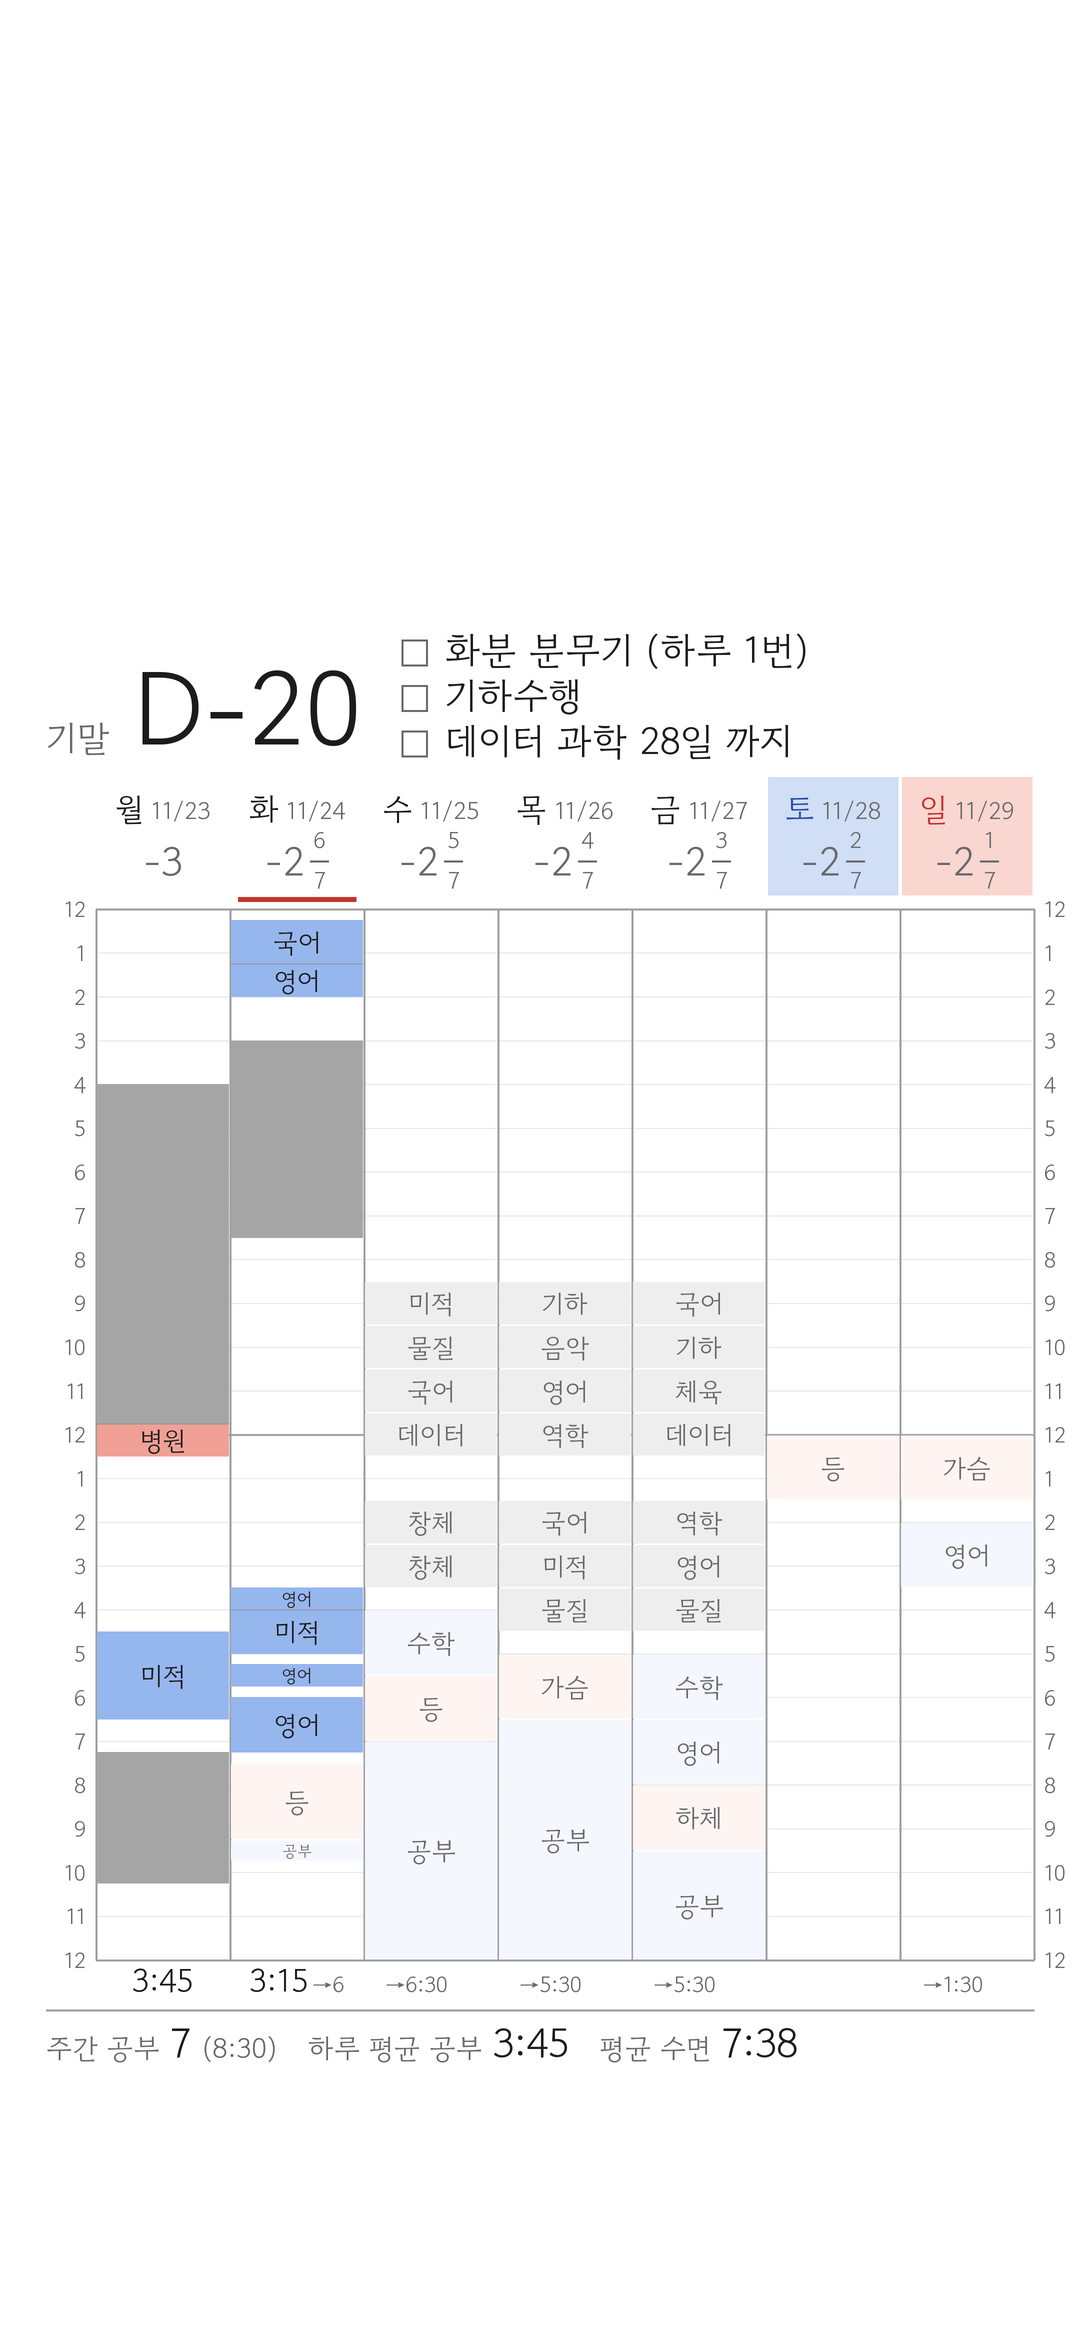 기말 D-20
□ 화분 분무기 (하루 1번)
□ 기하수행
□ 데이터 과학 28일 까지
월 11/23 화 11/24 수 11/25 목 11/26 금 11/27 토 11/28 일 11/29
-3 -2 6/7 -2 5/7 -2 4/7 -2 3/7 -2 2/7 -2 1/7
12 12
국어
1 1
영어
2 2
3 3
4 4
5 5
6 6
7 7
8 8
9 미적 기하 국어 9
10 물질 음악 기하 10
11 국어 영어 체육 11
12 병원 데이터 역학 데이터 12
1 등 가슴 1
2 창체 국어 역학 2
3 창체 미적 영어 영어 3
영어
4 물질 물질 4
미적 수학
5 5
미적 영어
6 등 가슴 수학 6
영어
7 영어 7
8 등 하체 8
9 공부 공부 공부 9
10 10
11 공부 11
12 12
3:45 3:15 →6 →6:30 →5:30 →5:30 →1:30
주간 공부 7 (8:30) 하루 평균 공부 3:45 평균 수면 7:38